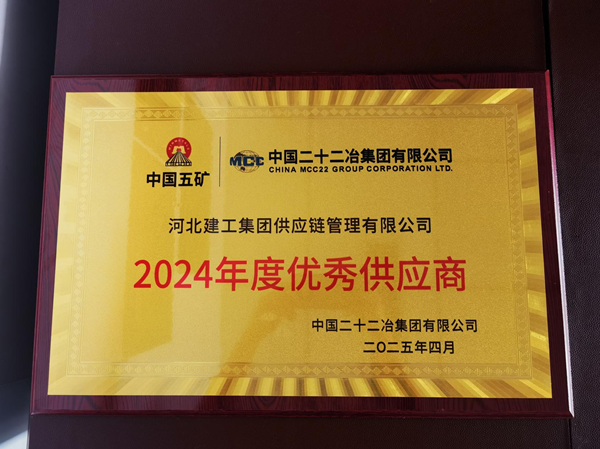 中国五矿
MCC 中国二十二冶集团有限公司
CHINA MCC22 GROUP CORPORATION LTD.
河北建工集团供应链管理有限公司
2024年度优秀供应商
中国二十二冶集团有限公司
二〇二五年四月